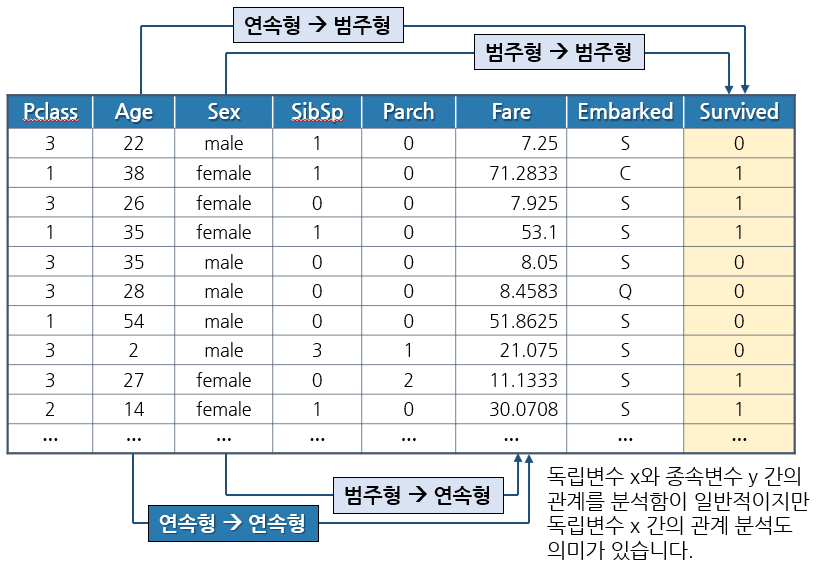 연속형 → 범주형
범주형 → 범주형
Pclass Age Sex SibSp Parch Fare Embarked Survived
3 22 male 1 0 7.25 S 0
1 38 female 1 0 71.2833 C 1
3 26 female 0 0 7.925 S 1
1 35 female 1 0 53.1 S 1
3 35 male 0 0 8.05 S 0
3 28 male 0 0 8.4583 Q 0
1 54 male 0 0 51.8625 S 0
3 2 male 3 1 21.075 S 0
3 27 female 0 2 11.1333 S 1
2 14 female 1 0 30.0708 S 1
... ... ... ... ... ... ... ...
범주형 → 연속형
연속형 → 연속형
독립변수 x와 종속변수 y 간의
관계를 분석함이 일반적이지만
독립변수 x 간의 관계 분석도
의미가 있습니다.